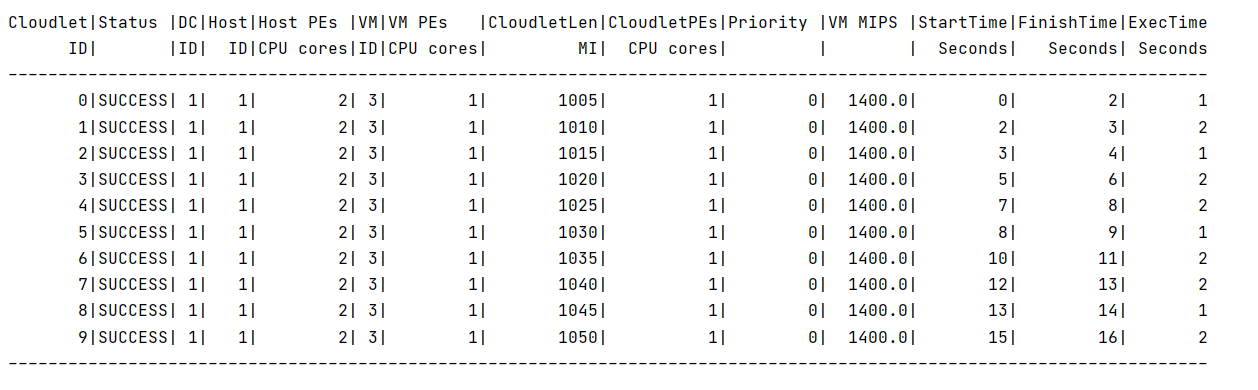 Cloudlet|Status |DC|Host|Host PEs |VM|VM PEs   |CloudletLen|CloudletPEs|Priority |VM MIPS |StartTime|FinishTime|ExecTime
      ID|       |ID|  ID|CPU cores|ID|CPU cores|         MI|  CPU cores|         |        |  Seconds|   Seconds| Seconds
------------------------------------------------------------------------------------------------------------------------
       0|SUCCESS| 1|   1|        2| 3|        1|       1005|          1|        0|  1400.0|        0|         2|       1
       1|SUCCESS| 1|   1|        2| 3|        1|       1010|          1|        0|  1400.0|        2|         3|       2
       2|SUCCESS| 1|   1|        2| 3|        1|       1015|          1|        0|  1400.0|        3|         4|       1
       3|SUCCESS| 1|   1|        2| 3|        1|       1020|          1|        0|  1400.0|        5|         6|       2
       4|SUCCESS| 1|   1|        2| 3|        1|       1025|          1|        0|  1400.0|        7|         8|       2
       5|SUCCESS| 1|   1|        2| 3|        1|       1030|          1|        0|  1400.0|        8|         9|       1
       6|SUCCESS| 1|   1|        2| 3|        1|       1035|          1|        0|  1400.0|       10|        11|       2
       7|SUCCESS| 1|   1|        2| 3|        1|       1040|          1|        0|  1400.0|       12|        13|       2
       8|SUCCESS| 1|   1|        2| 3|        1|       1045|          1|        0|  1400.0|       13|        14|       1
       9|SUCCESS| 1|   1|        2| 3|        1|       1050|          1|        0|  1400.0|       15|        16|       2
------------------------------------------------------------------------------------------------------------------------